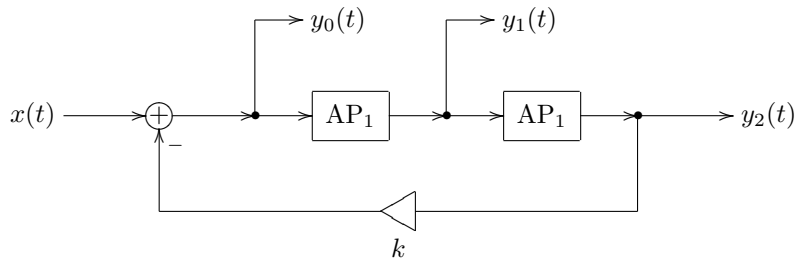 y₀(t)
y₁(t)
x(t)
+
AP₁
AP₁
y₂(t)
−
k